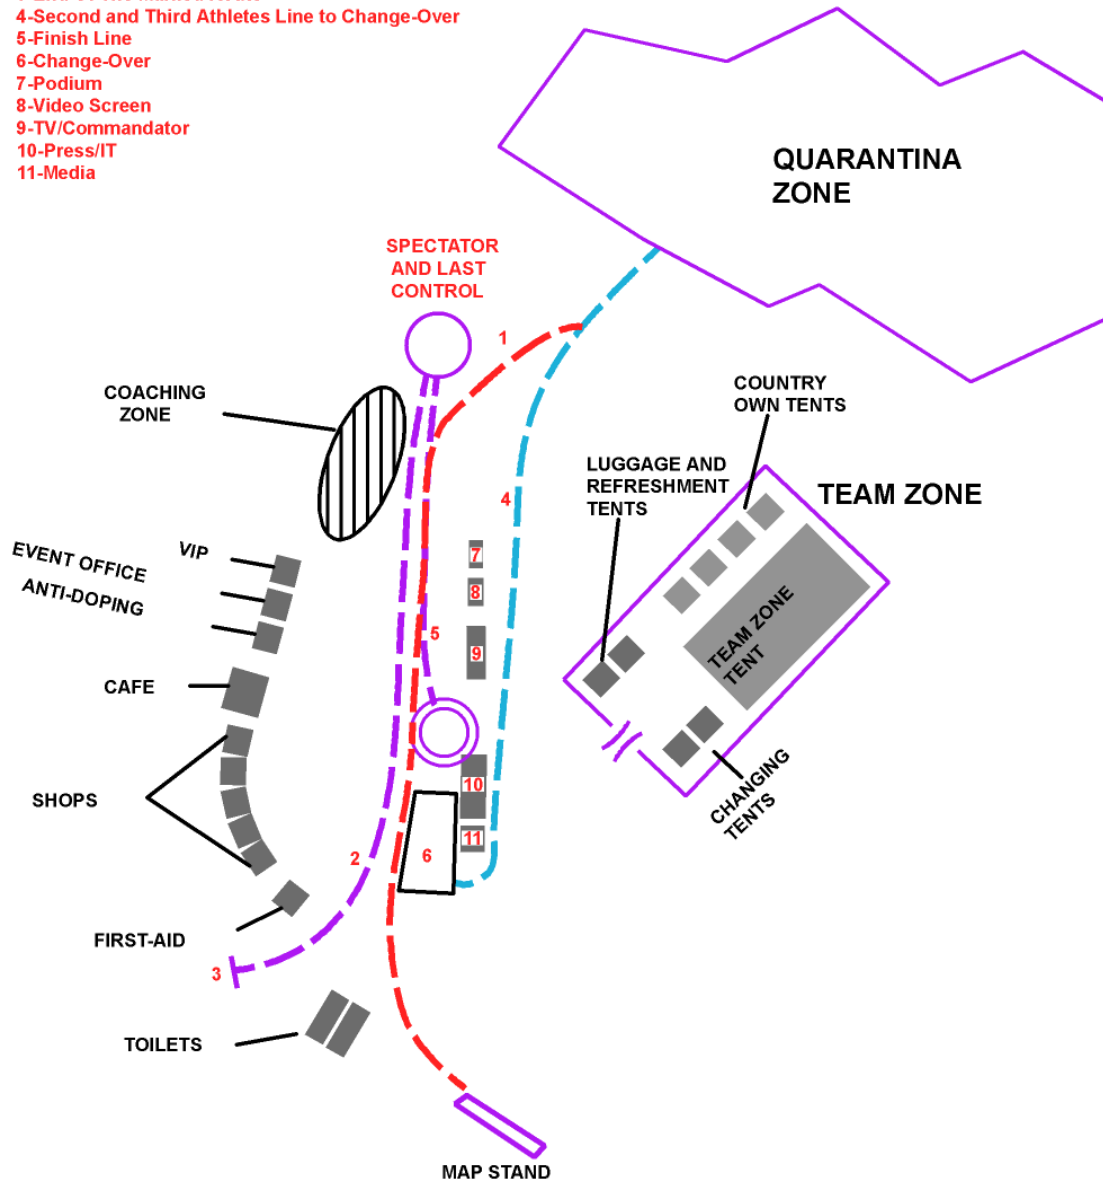 4-Second and Third Athletes Line to Change-Over
5-Finish Line
6-Change-Over
7-Podium
8-Video Screen
9-TV/Commandator
10-Press/IT
11-Media
QUARANTINA
ZONE
SPECTATOR
AND LAST
CONTROL
1
COACHING
ZONE
COUNTRY
OWN TENTS
LUGGAGE AND
REFRESHMENT
TENTS
TEAM ZONE
4
VIP
EVENT OFFICE
ANTI-DOPING
7
8
5
9
TEAM ZONE
TENT
CAFE
SHOPS
10
11
CHANGING
TENTS
2
6
FIRST-AID
3
TOILETS
MAP STAND